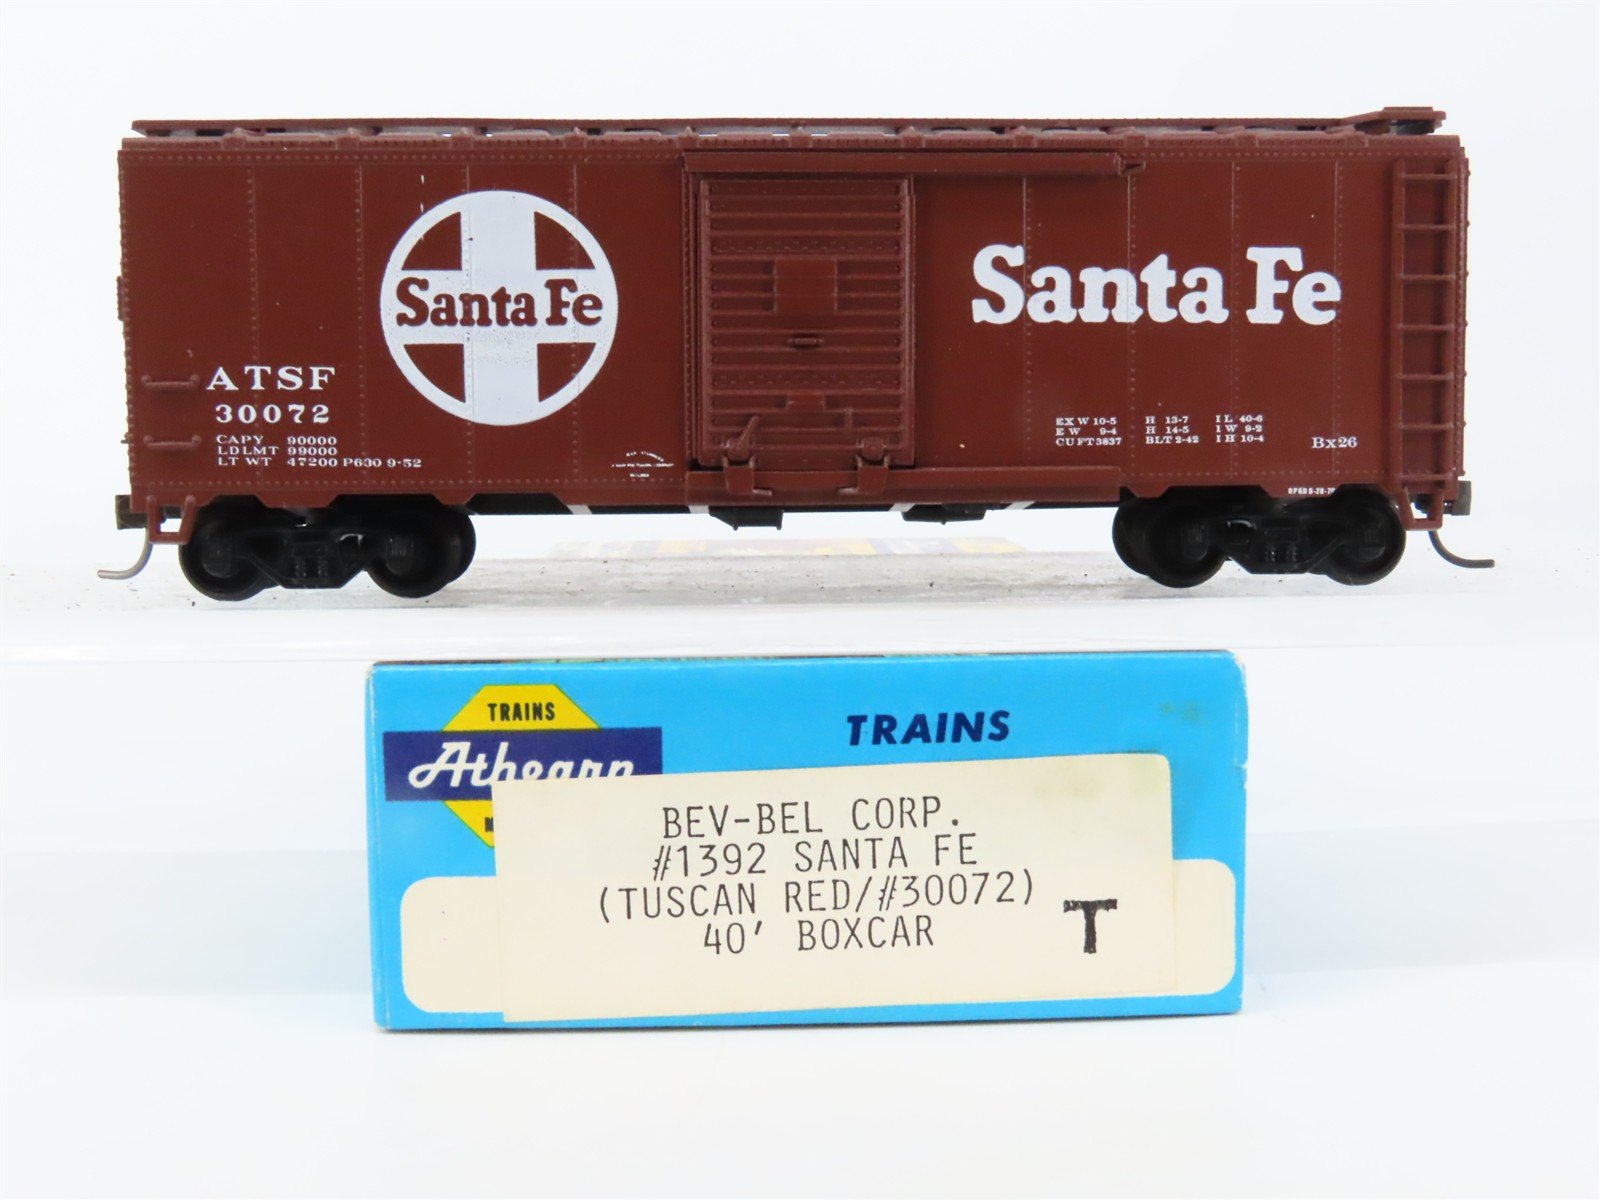 Santa Fe
Santa Fe
ATSF
30072
CAPY 90000
LDLMT 99000
LT WT 47200 P630 9-52
EXW 10-5 H 13-7 IL 40-6
EW 9-4 H 14-5 IW 9-2
CUFT3837 BLT 2-42 IH 10-4
Bx26
TRAINS
Athearn
TRAINS
BEV-BEL CORP.
#1392 SANTA FE
(TUSCAN RED/#30072)
40' BOXCAR
T